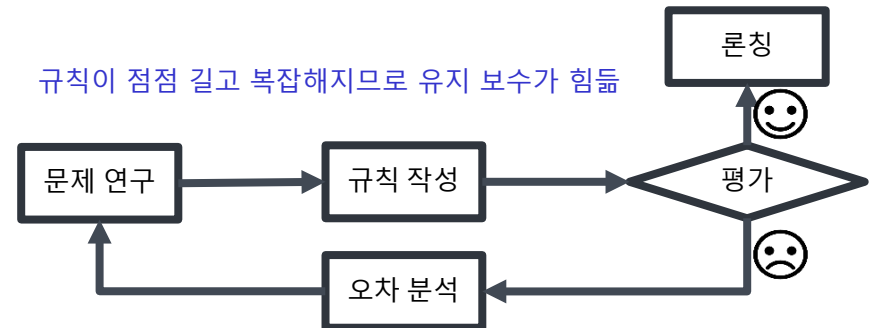 론칭
규칙이 점점 길고 복잡해지므로 유지 보수가 힘듦
문제 연구
규칙 작성
평가
오차 분석